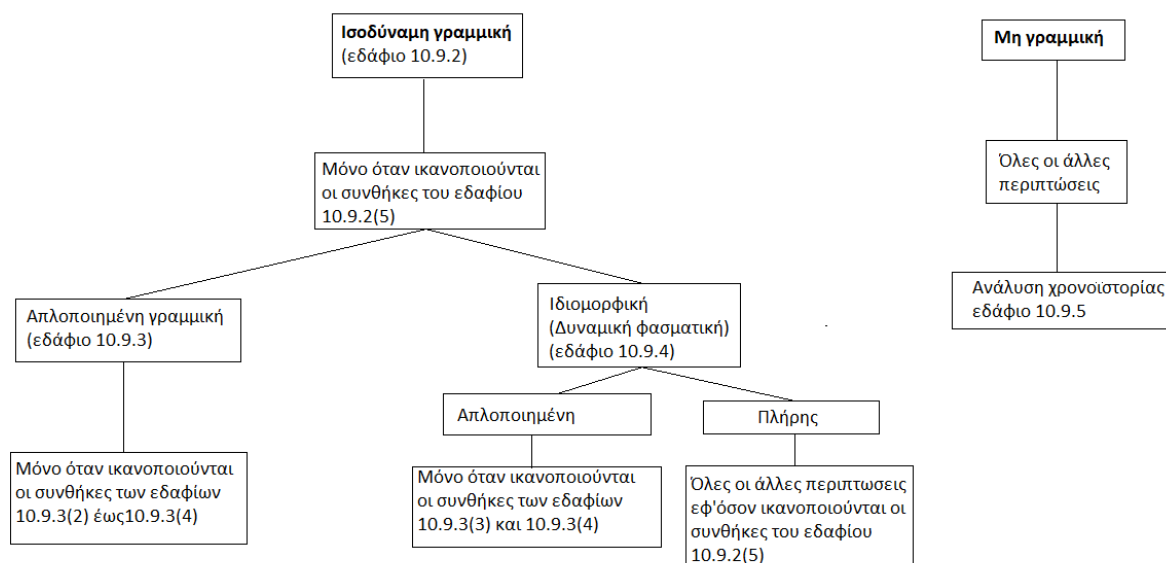 Ισοδύναμη γραμμική
(εδάφιο 10.9.2)
Μη γραμμική
Μόνο όταν ικανοποιούνται
οι συνθήκες του εδαφίου
10.9.2(5)
Όλες οι άλλες
περιπτώσεις
Απλοποιημένη γραμμική
(εδάφιο 10.9.3)
Ιδιομορφική
(Δυναμική φασματική)
(εδάφιο 10.9.4)
Ανάλυση χρονοϊστορίας
εδάφιο 10.9.5
Απλοποιημένη
Πλήρης
Μόνο όταν ικανοποιούνται
οι συνθήκες των εδαφίων
10.9.3(2) έως10.9.3(4)
Μόνο όταν ικανοποιούνται
οι συνθήκες των εδαφίων
10.9.3(3) και 10.9.3(4)
Όλες οι άλλες περιπτωσεις
εφ'όσον ικανοποιούνται οι
συνθήκες του εδαφίου
10.9.2(5)